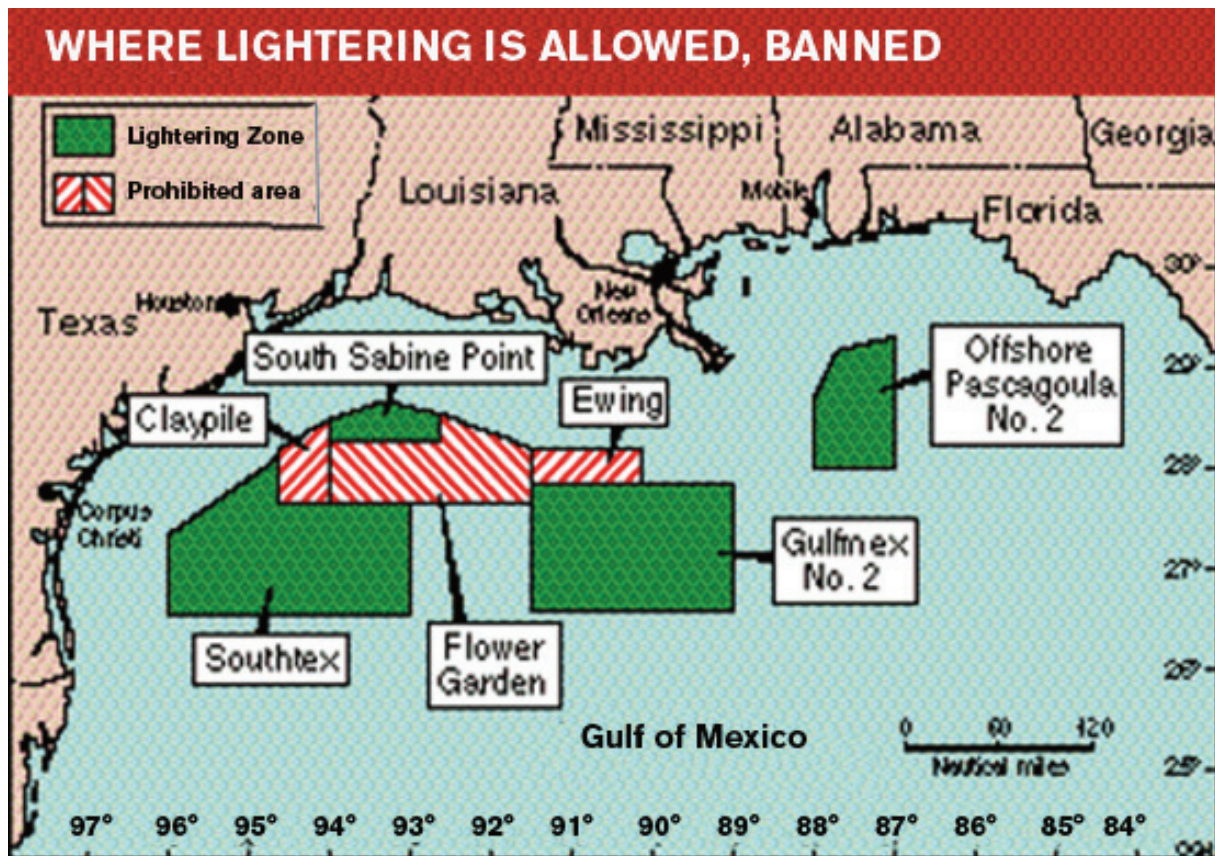 WHERE LIGHTERING IS ALLOWED, BANNED
Lightering Zone
Prohibited area
Mississippi
Alabama
Georgia
Louisiana
Mobile
Florida
30°
Houston
New
Orleans
Texas
South Sabine Point
29°
Offshore
Pascagoula
No. 2
Ewing
Claypile
28°
Corpus
Christi
Gulfmex
No. 2
27°
Southtex
Flower
Garden
26°
Gulf of Mexico
0 60 120
Nautical miles
25°
97° 96° 95° 94° 93° 92° 91° 90° 89° 88° 87° 86° 85° 84°